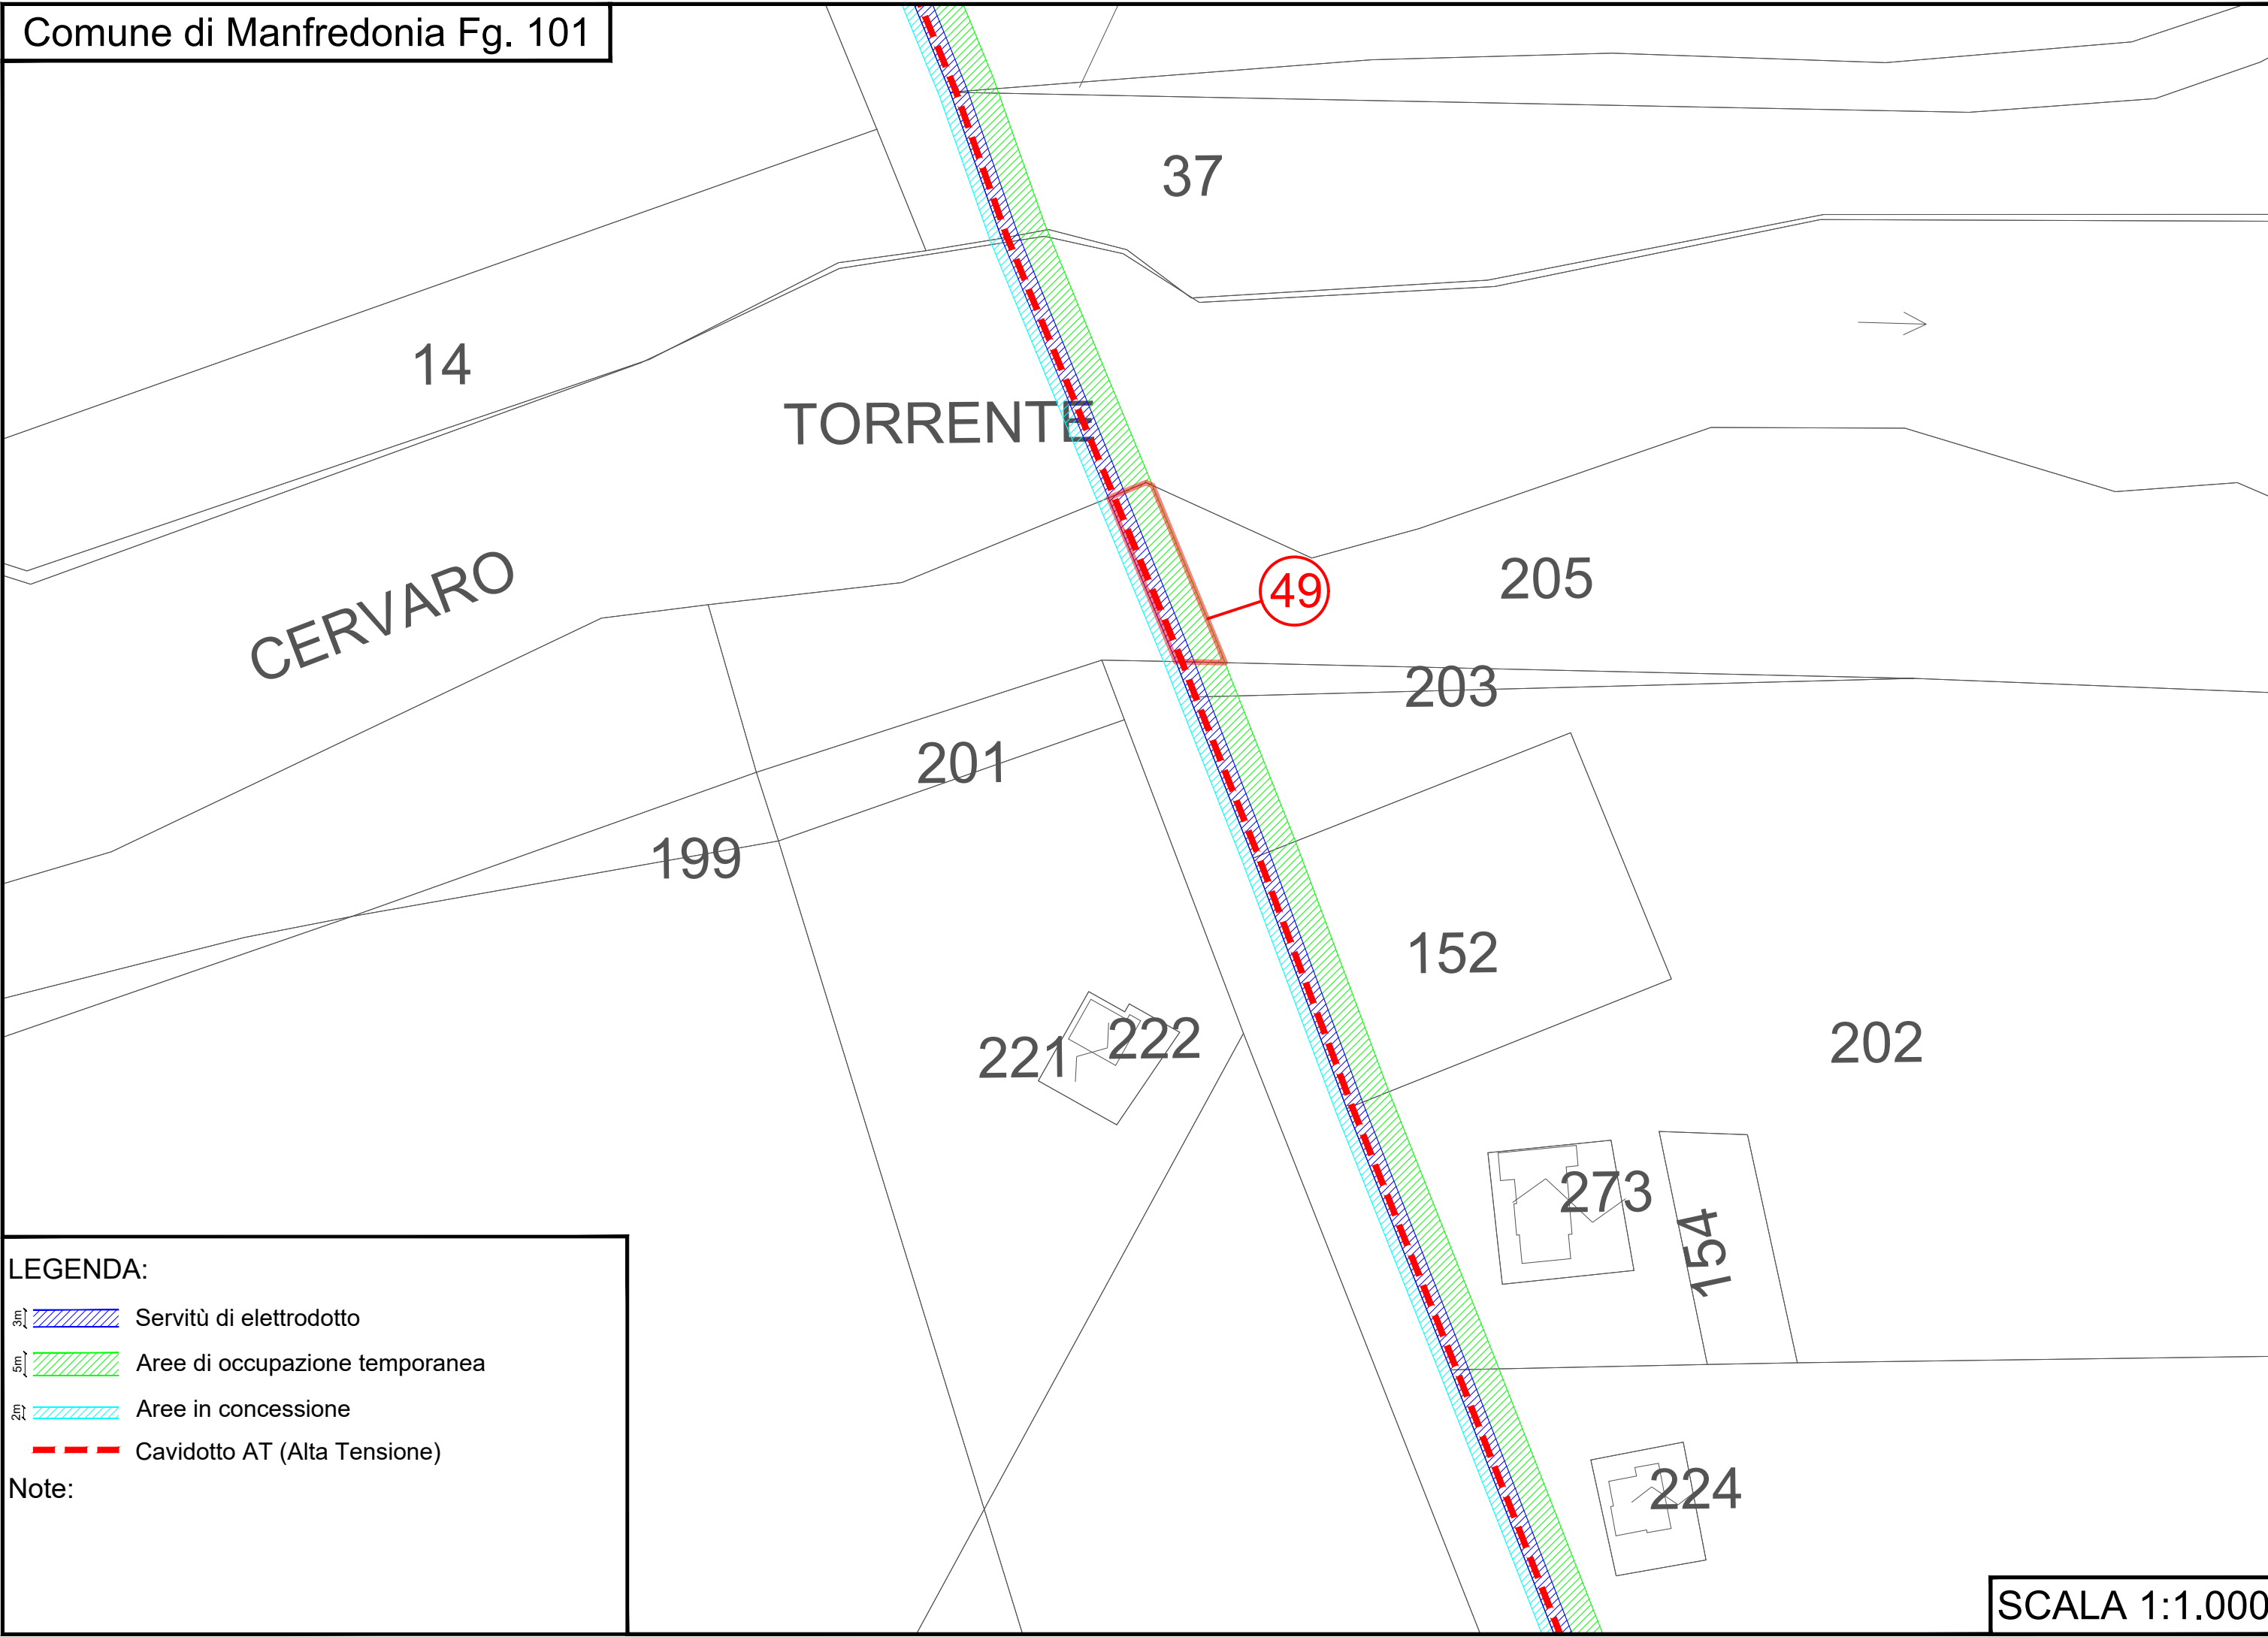 Comune di Manfredonia Fg. 101
37
14
TORRENTE
CERVARO
49
205
203
201
199
152
202
221
222
273
154
224
LEGENDA:
3m Servitù di elettrodotto
5m Aree di occupazione temporanea
2m Aree in concessione
Cavidotto AT (Alta Tensione)
Note:
SCALA 1:1.000